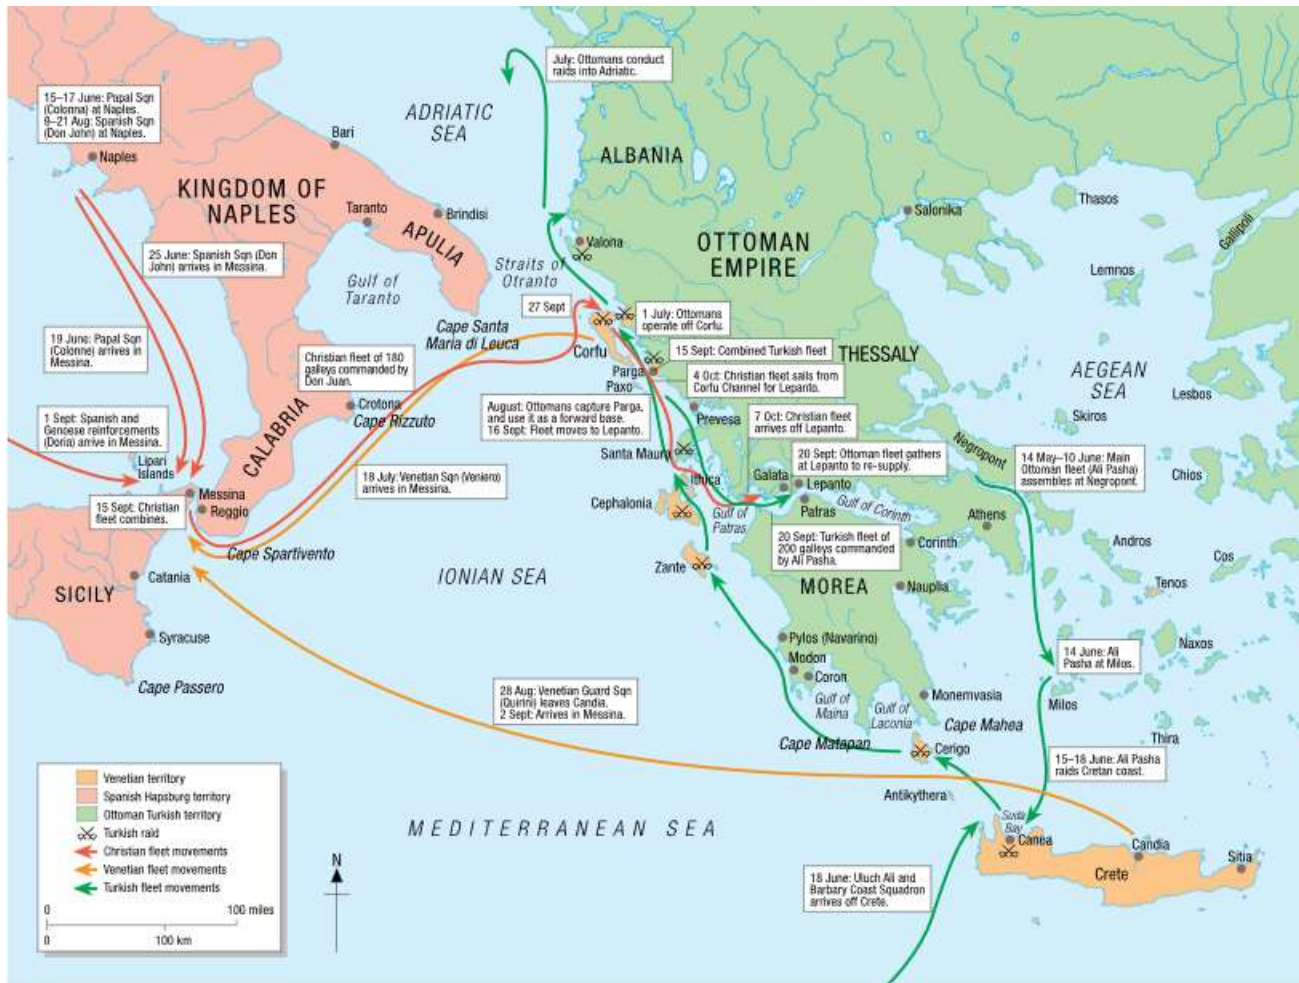 July: Ottomans conduct
raids into Adriatic.
15–17 June: Papal Sqn
(Colonna) at Naples.
9–21 Aug: Spanish Sqn
(Don John) at Naples.
ADRIATIC
SEA
Bari
Naples
ALBANIA
KINGDOM OF
NAPLES
Taranto
Brindisi
APULIA
Salonika
Thasos
Gallipoli
Valona
OTTOMAN
EMPIRE
25 June: Spanish Sqn (Don
John) arrives in Messina.
Gulf of
Taranto
Straits of
Otranto
Lemnos
27 Sept
1 July: Ottomans
operate off Corfu.
Cape Santa
Maria di Leuca
19 June: Papal Sqn
(Colonne) arrives in
Messina.
Christian fleet of 180
galleys commanded by
Don Juan.
Corfu
15 Sept: Combined Turkish fleet
THESSALY
Parga
Paxo
4 Oct: Christian fleet sails from
Corfu Channel for Lepanto.
AEGEAN
SEA
Lesbos
Crotona
Cape Rizzuto
August: Ottomans capture Parga,
and use it as a forward base.
16 Sept: Fleet moves to Lepanto.
Prevesa
7 Oct: Christian fleet
arrives off Lepanto.
Skiros
1 Sept: Spanish and
Genoese reinforcements
(Doria) arrive in Messina.
CALABRIA
Negropont
Santa Maura
20 Sept: Ottoman fleet gathers
at Lepanto to re-supply.
14 May–10 June: Main
Ottoman fleet (Ali Pasha)
assembles at Negropont.
Chios
Lipari
Islands
18 July: Venetian Sqn (Veniero)
arrives in Messina.
Ithica
Galata
Lepanto
Messina
Cephalonia
Gulf of
Patras
Patras
Gulf of Corinth
Athens
15 Sept: Christian
fleet combines.
Reggio
Cape Spartivento
20 Sept: Turkish fleet of
200 galleys commanded
by Ali Pasha.
Corinth
Andros
Cos
Catania
IONIAN SEA
Zante
MOREA
Nauplia
Tenos
SICILY
Syracuse
Pylos (Navarino)
Naxos
Modon
14 June: Ali
Pasha at Milos.
Coron
Cape Passero
28 Aug: Venetian Guard Sqn
(Quirini) leaves Candia.
2 Sept: Arrives in Messina.
Gulf of
Maina
Gulf of
Laconia
Monemvasia
Milos
Cape Mahea
Cape Matapan
Cerigo
Thira
15–18 June: Ali Pasha
raids Cretan coast.
Antikythera
Venetian territory
Spanish Hapsburg territory
Ottoman Turkish territory
Turkish raid
Christian fleet movements
Venetian fleet movements
Turkish fleet movements
0 100 miles
0 100 km
N
MEDITERRANEAN SEA
Suda
Bay
Canea
Candia
Sitia
Crete
18 June: Uluch Ali and
Barbary Coast Squadron
arrives off Crete.